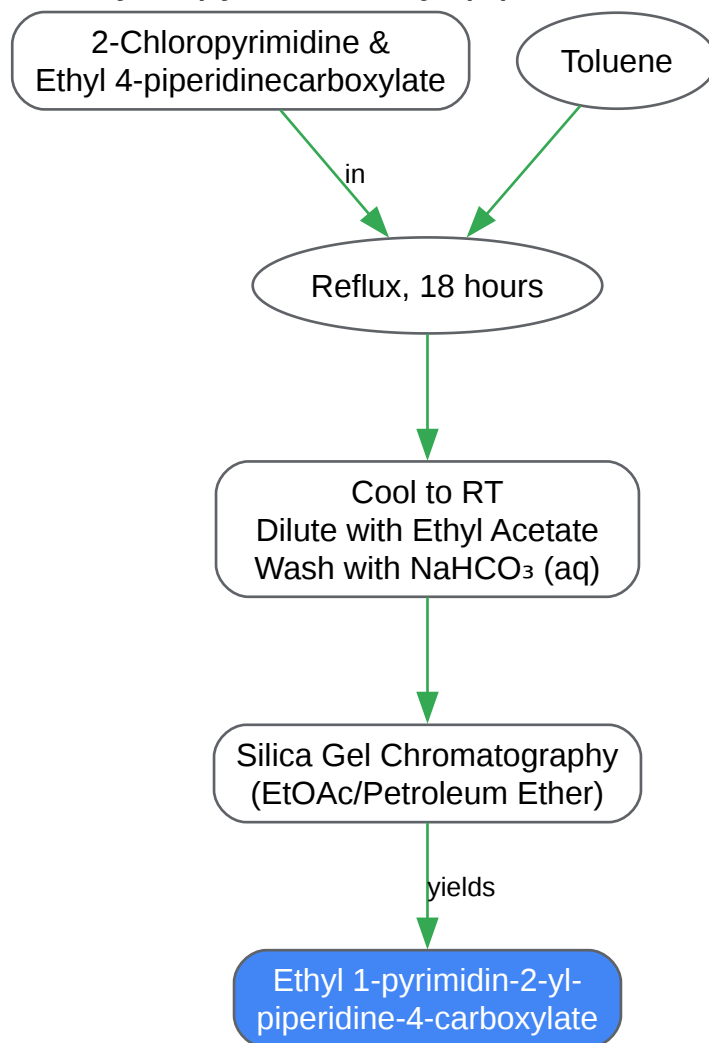 2-Chloropyrimidine &
Ethyl 4-piperidinecarboxylate
Toluene
in
Reflux, 18 hours
Cool to RT
Dilute with Ethyl Acetate
Wash with NaHCO₃ (aq)
Silica Gel Chromatography
(EtOAc/Petroleum Ether)
yields
Ethyl 1-pyrimidin-2-yl-
piperidine-4-carboxylate